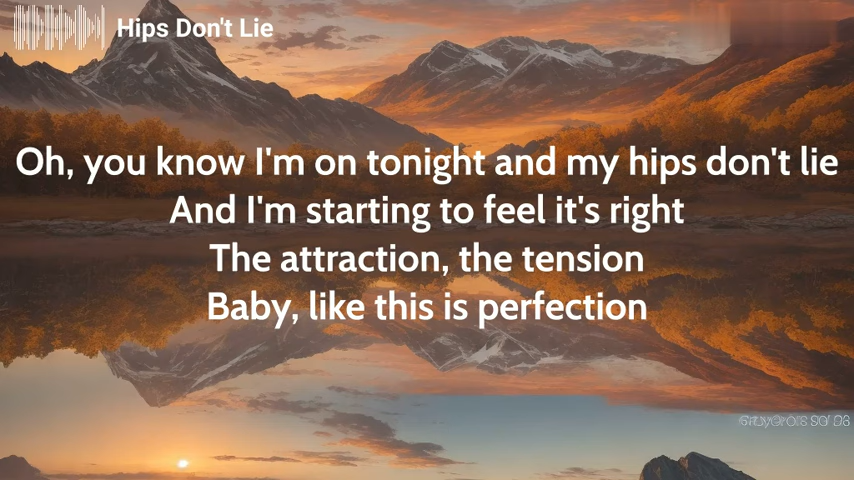 Hips Don't Lie
Oh, you know I'm on tonight and my hips don't lie
And I'm starting to feel it's right
The attraction, the tension
Baby, like this is perfection